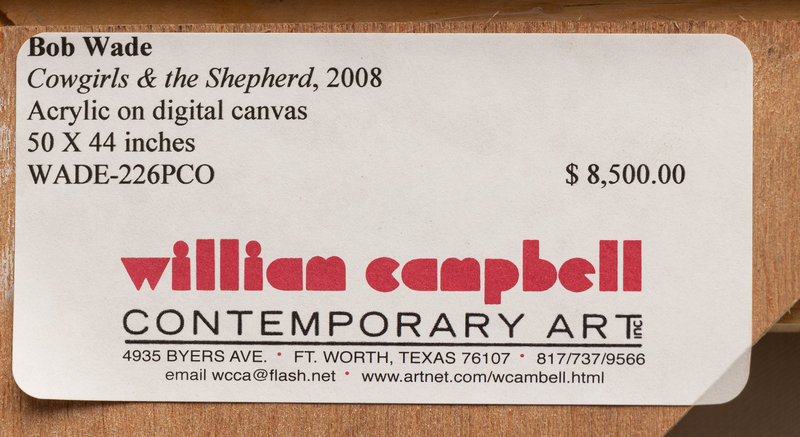 Bob Wade
Cowgirls & the Shepherd, 2008
Acrylic on digital canvas
50 X 44 inches
WADE-226PCO $ 8,500.00
william campbell
CONTEMPORARY ART inc
4935 BYERS AVE. • FT. WORTH, TEXAS 76107 • 817/737/9566
email wcca@flash.net • www.artnet.com/wcambell.html